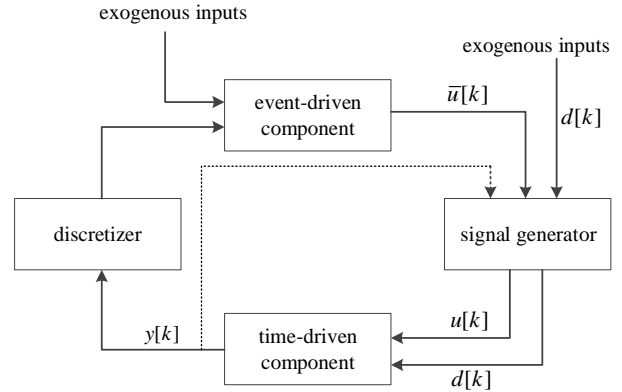 exogenous inputs
exogenous inputs
event-driven
component
u̅[k]
d[k]
discretizer
signal generator
y[k]
time-driven
component
u[k]
d[k]